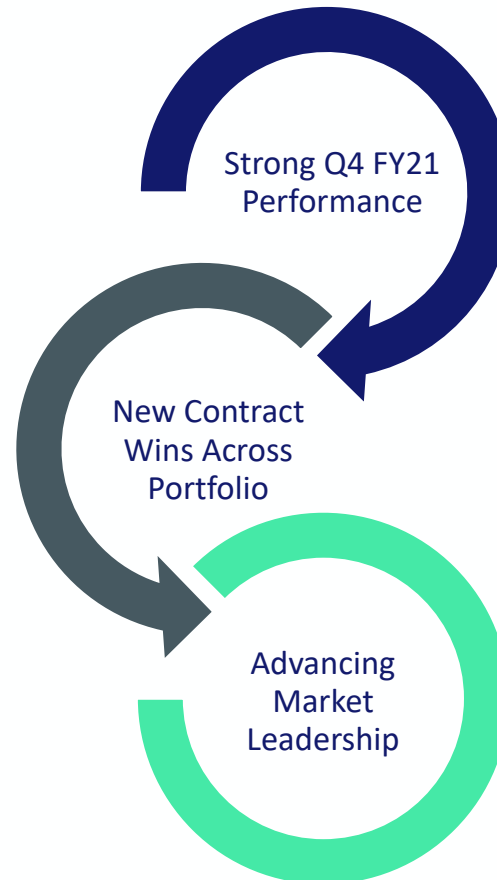 Strong Q4 FY21
Performance
New Contract
Wins Across
Portfolio
Advancing
Market
Leadership